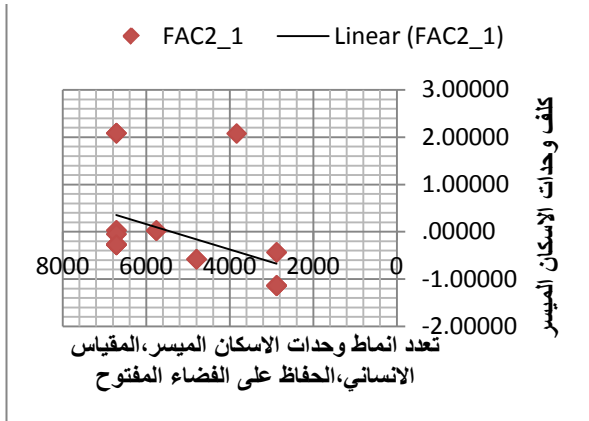 FAC2_1 Linear (FAC2_1)
3.00000
2.00000
1.00000
.00000
-1.00000
-2.00000
8000 6000 4000 2000 0
كلف وحدات الاسكان الميسر
تعدد انماط وحدات الاسكان الميسر،المقياس
الانساني،الحفاظ على الفضاء المفتوح